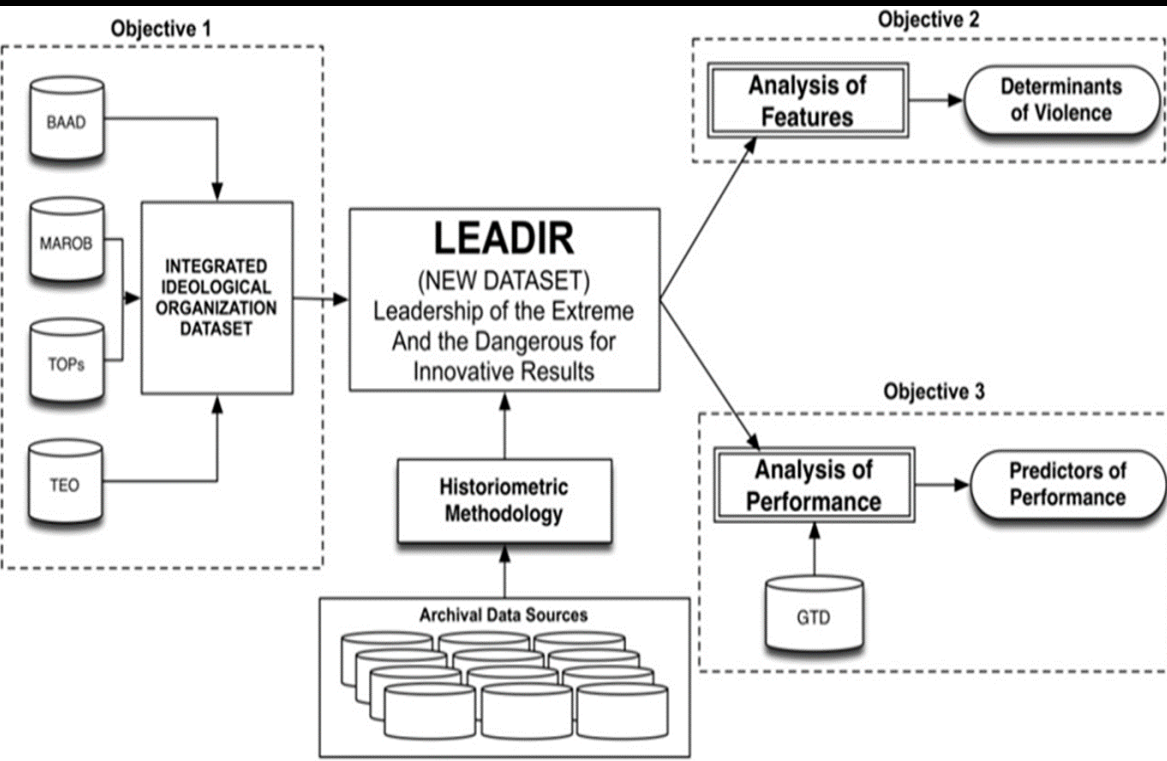 Objective 1
BAAD
MAROB
TOPs
TEO
INTEGRATED
IDEOLOGICAL
ORGANIZATION
DATASET
LEADIR
(NEW DATASET)
Leadership of the Extreme
And the Dangerous for
Innovative Results
Historiometric
Methodology
Archival Data Sources
Objective 2
Analysis of
Features
Determinants
of Violence
Objective 3
Analysis of
Performance
Predictors of
Performance
GTD